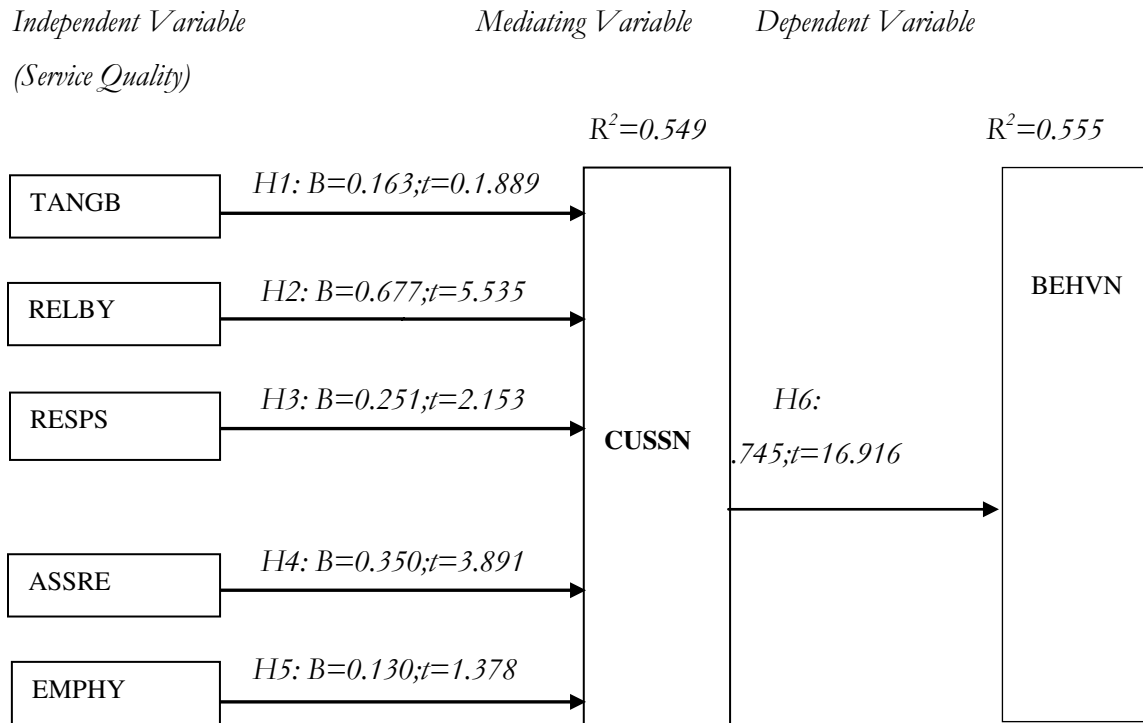 Independent Variable Mediating Variable Dependent Variable
(Service Quality)
R²=0.549 R²=0.555
H1: B=0.163;t=0.1.889
TANGB
H2: B=0.677;t=5.535
RELBY
BEHVN
H3: B=0.251;t=2.153 H6:
RESPS
CUSSN
.745;t=16.916
H4: B=0.350;t=3.891
ASSRE
H5: B=0.130;t=1.378
EMPHY